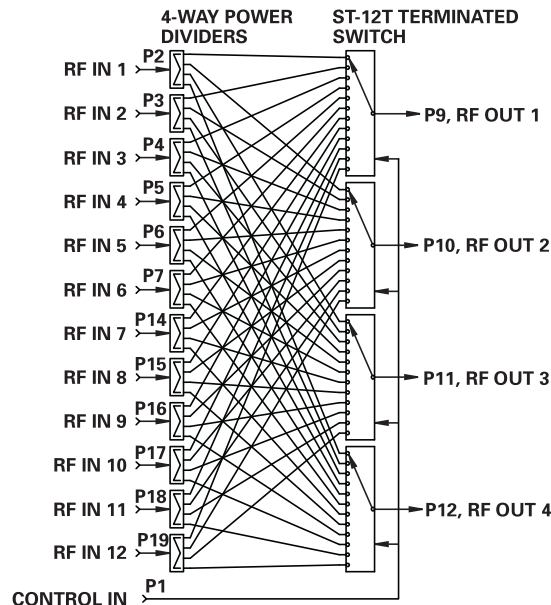 4-WAY POWER DIVIDERS
ST-12T TERMINATED SWITCH
P2
RF IN 1
P3
RF IN 2
P4
RF IN 3
P5
RF IN 4
P6
RF IN 5
P7
RF IN 6
P14
RF IN 7
P15
RF IN 8
P16
RF IN 9
P17
RF IN 10
P18
RF IN 11
P19
RF IN 12
P1
CONTROL IN
P9, RF OUT 1
P10, RF OUT 2
P11, RF OUT 3
P12, RF OUT 4